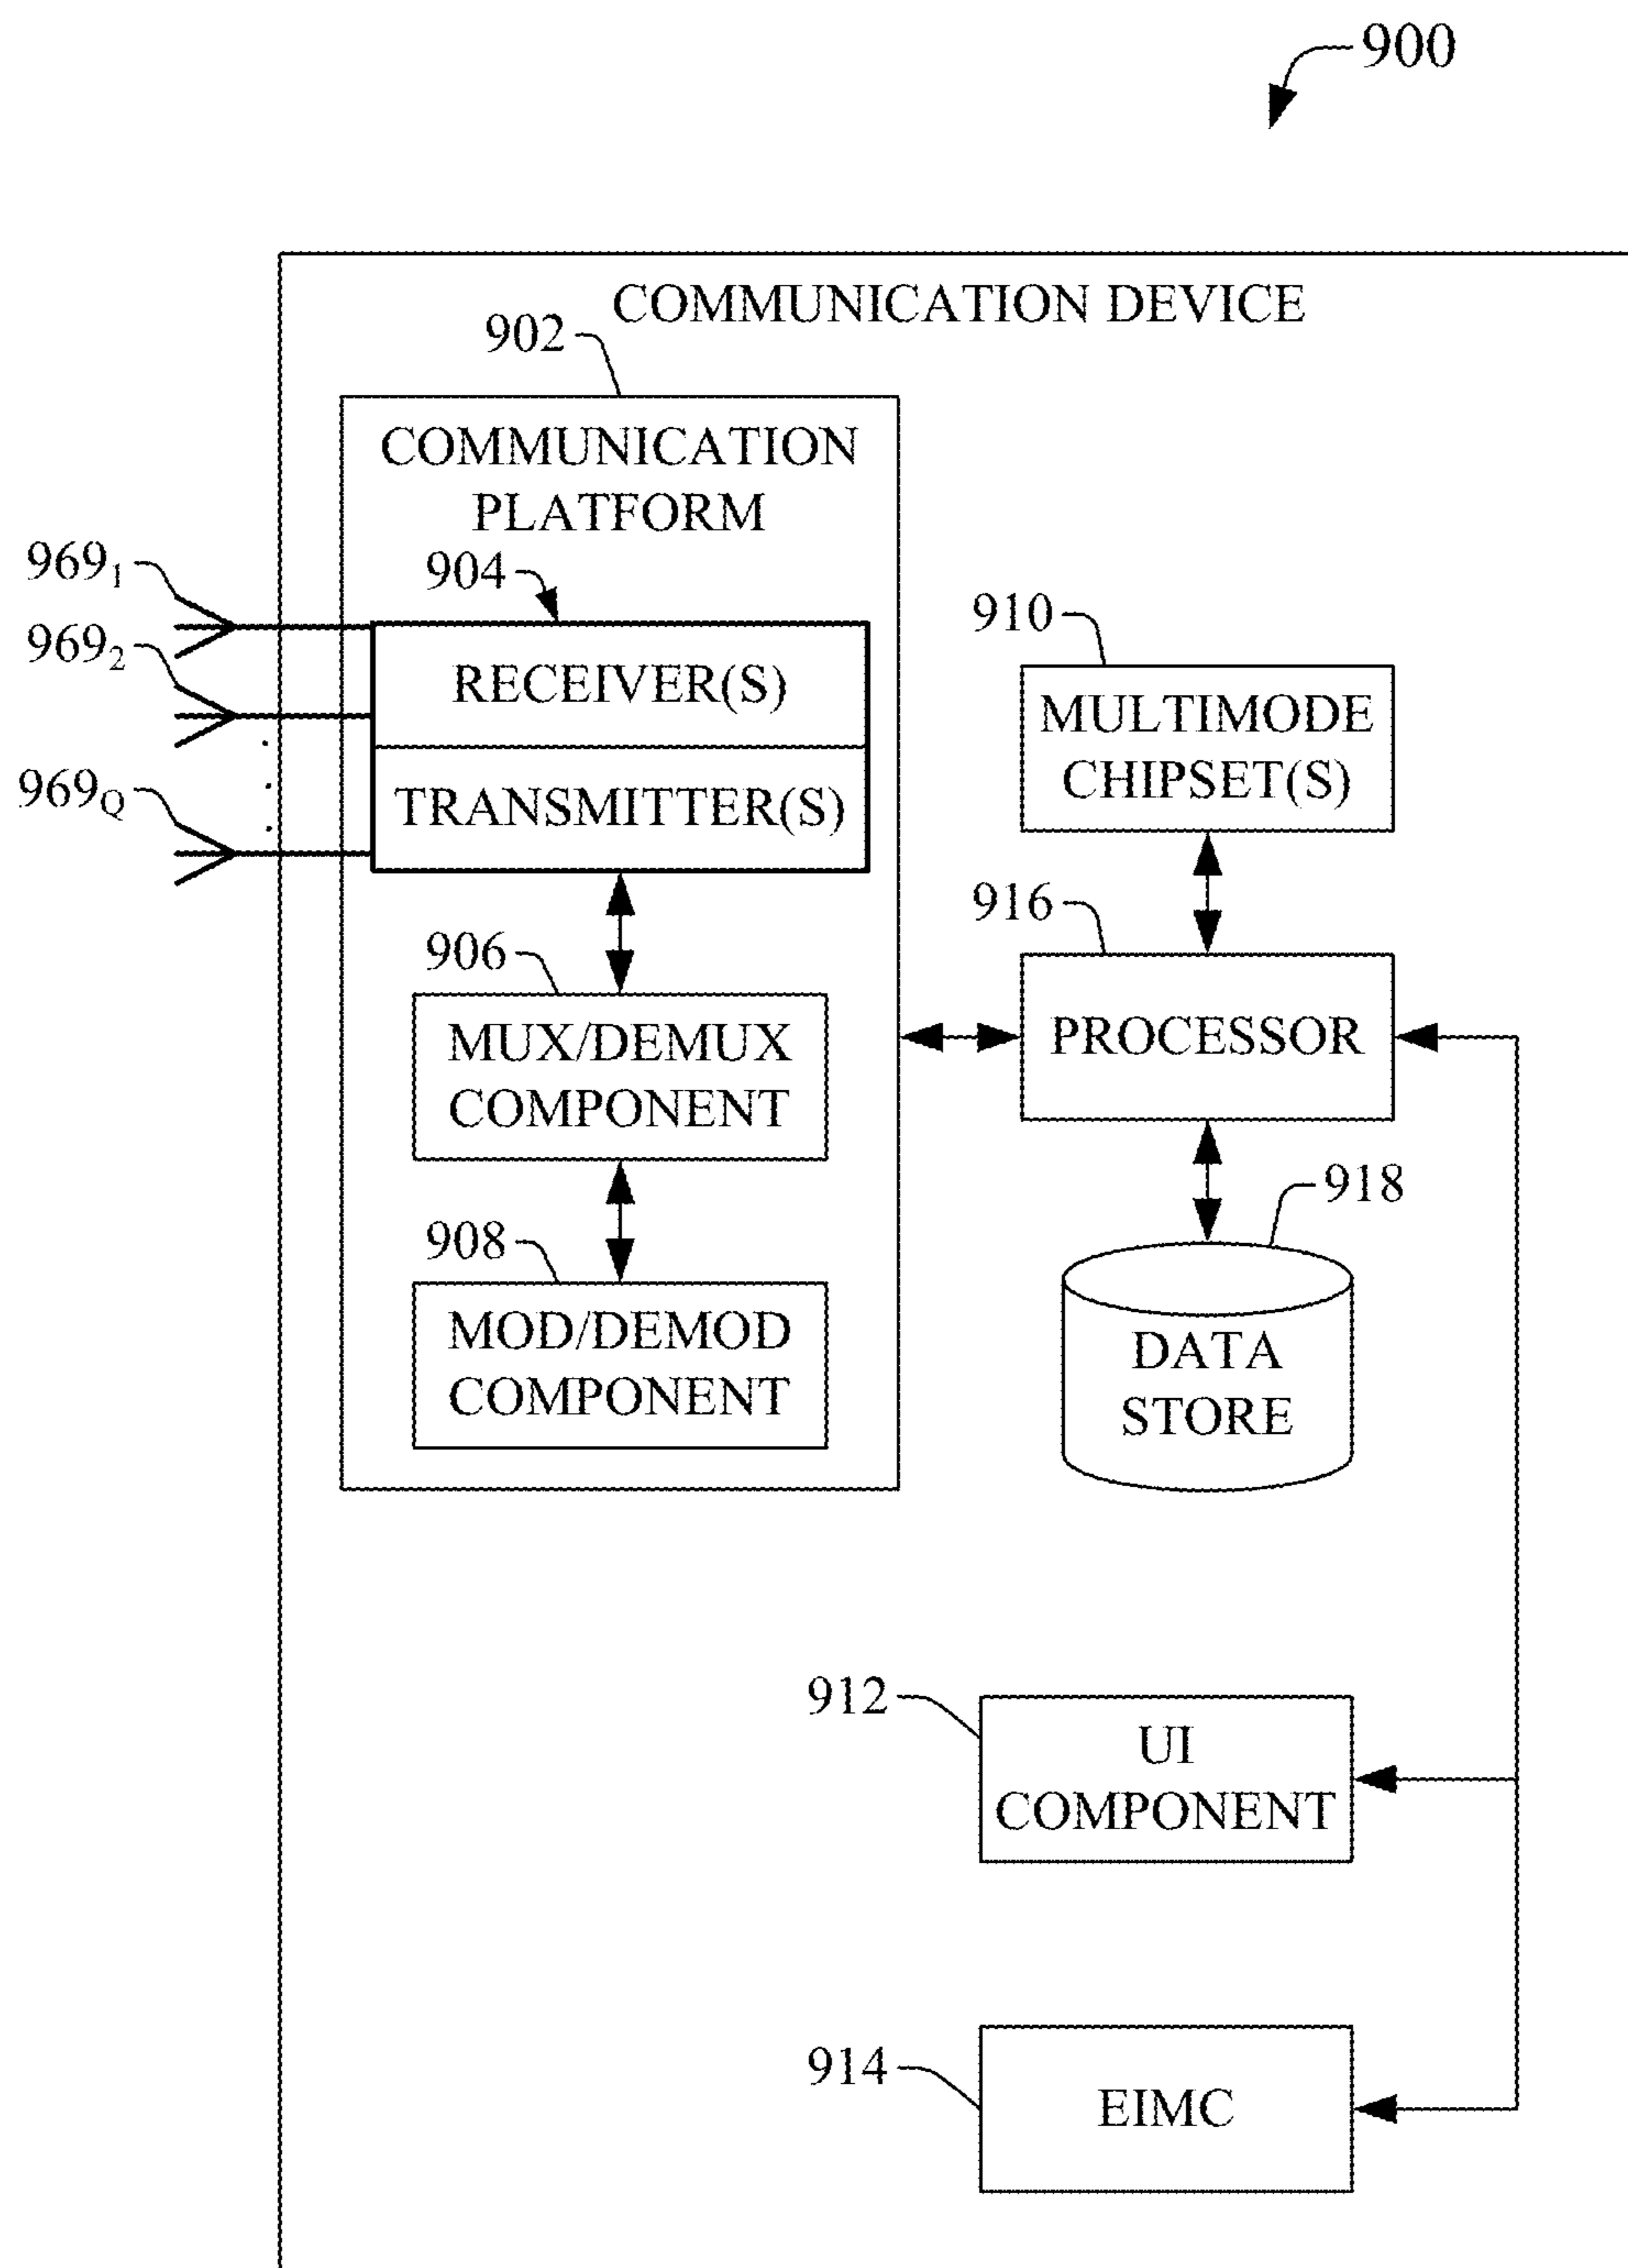 900
COMMUNICATION DEVICE
902
COMMUNICATION
PLATFORM
904
969₁
969₂
969Q
RECEIVER(S)
TRANSMITTER(S)
906
MUX/DEMUX
COMPONENT
908
MOD/DEMOD
COMPONENT
910
MULTIMODE
CHIPSET(S)
916
PROCESSOR
918
DATA
STORE
912
UI
COMPONENT
914
EIMC